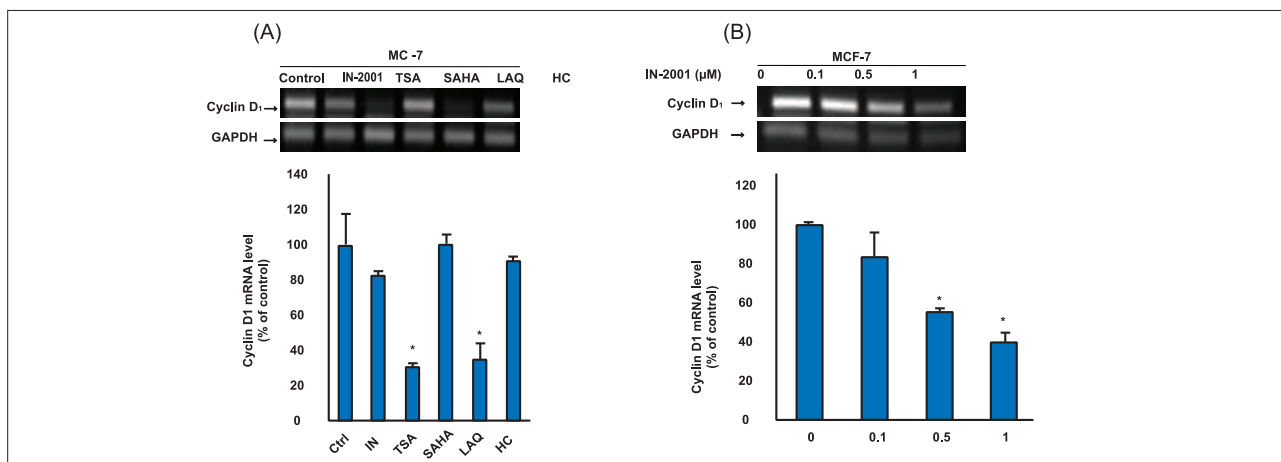 (A)
MC -7
Control IN-2001 TSA SAHA LAQ HC
Cyclin D1 →
GAPDH →
140
120
100
80
60
40
20
0
Cyclin D1 mRNA level
(% of control)
*
*
Ctrl IN TSA SAHA LAQ HC
(B)
MCF-7
IN-2001 (μM) 0 0.1 0.5 1
Cyclin D1 →
GAPDH →
120
100
80
60
40
20
0
Cyclin D1 mRNA level
(% of control)
*
*
0 0.1 0.5 1